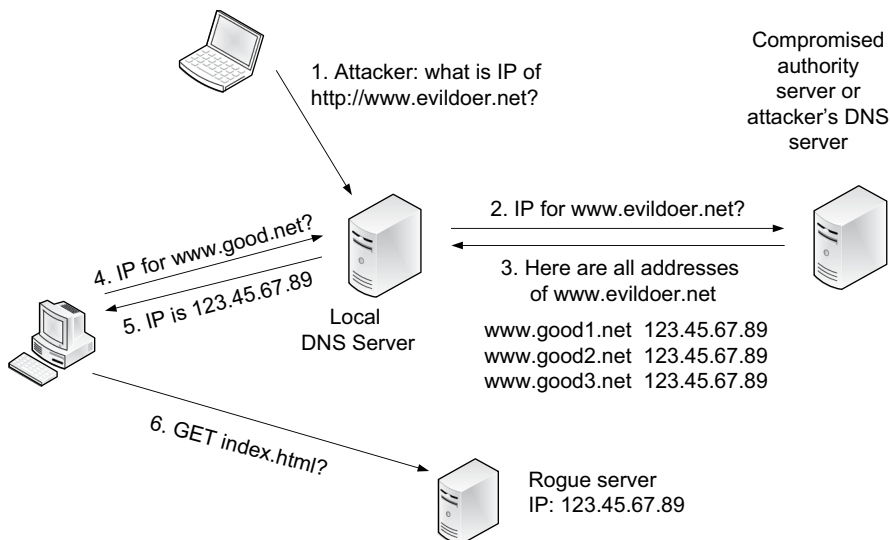 1. Attacker: what is IP of
http://www.evildoer.net?
Compromised
authority
server or
attacker's DNS
server
2. IP for www.evildoer.net?
3. Here are all addresses
of www.evildoer.net
www.good1.net 123.45.67.89
www.good2.net 123.45.67.89
www.good3.net 123.45.67.89
4. IP for www.good.net?
5. IP is 123.45.67.89
Local
DNS Server
6. GET index.html?
Rogue server
IP: 123.45.67.89